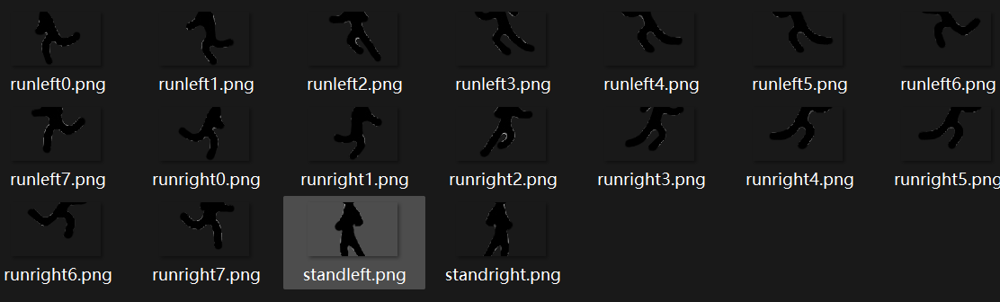 runleft0.png runleft1.png runleft2.png runleft3.png runleft4.png runleft5.png runleft6.png
runleft7.png runright0.png runright1.png runright2.png runright3.png runright4.png runright5.png
runright6.png runright7.png standleft.png standright.png